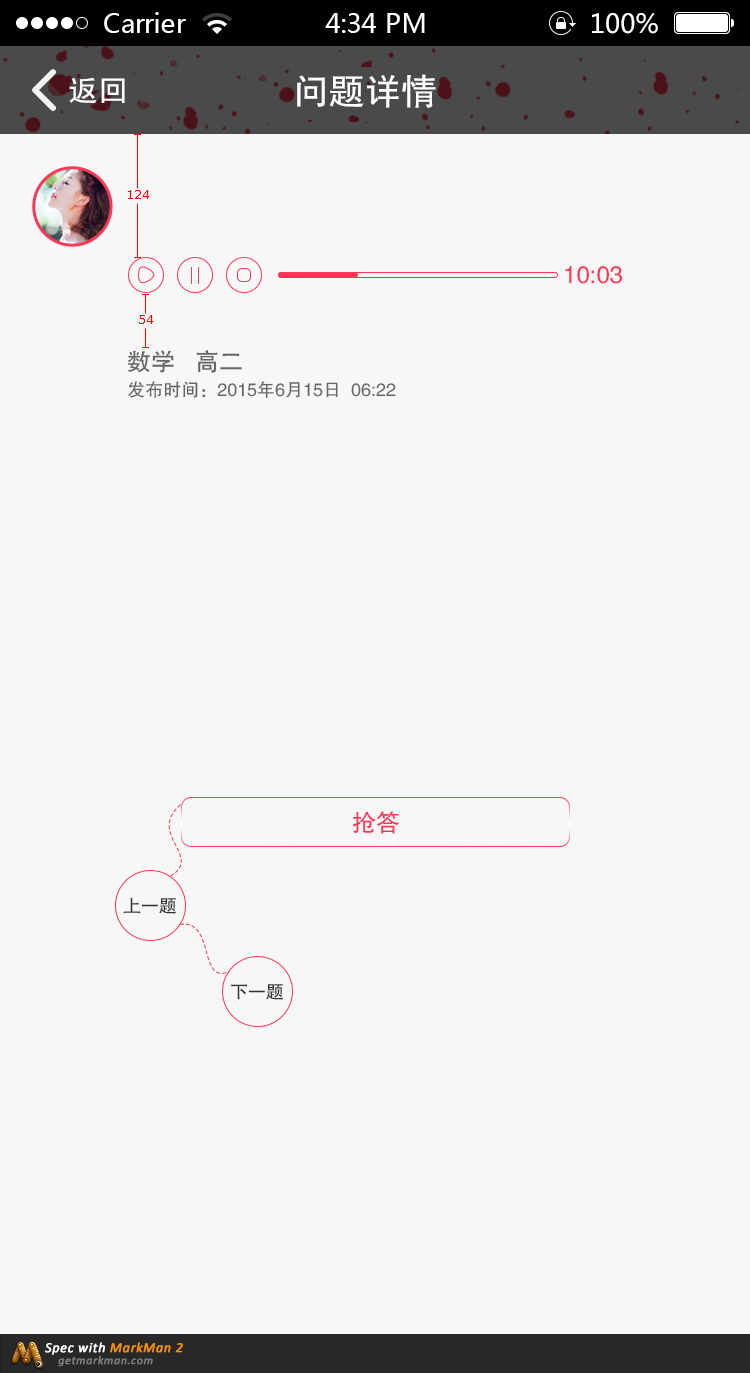 Carrier 4:34 PM 100%
返回 问题详情
124
10:03
54
数学 高二
发布时间：2015年6月15日 06:22
抢答
上一题
下一题
Spec with MarkMan 2
getmarkman.com